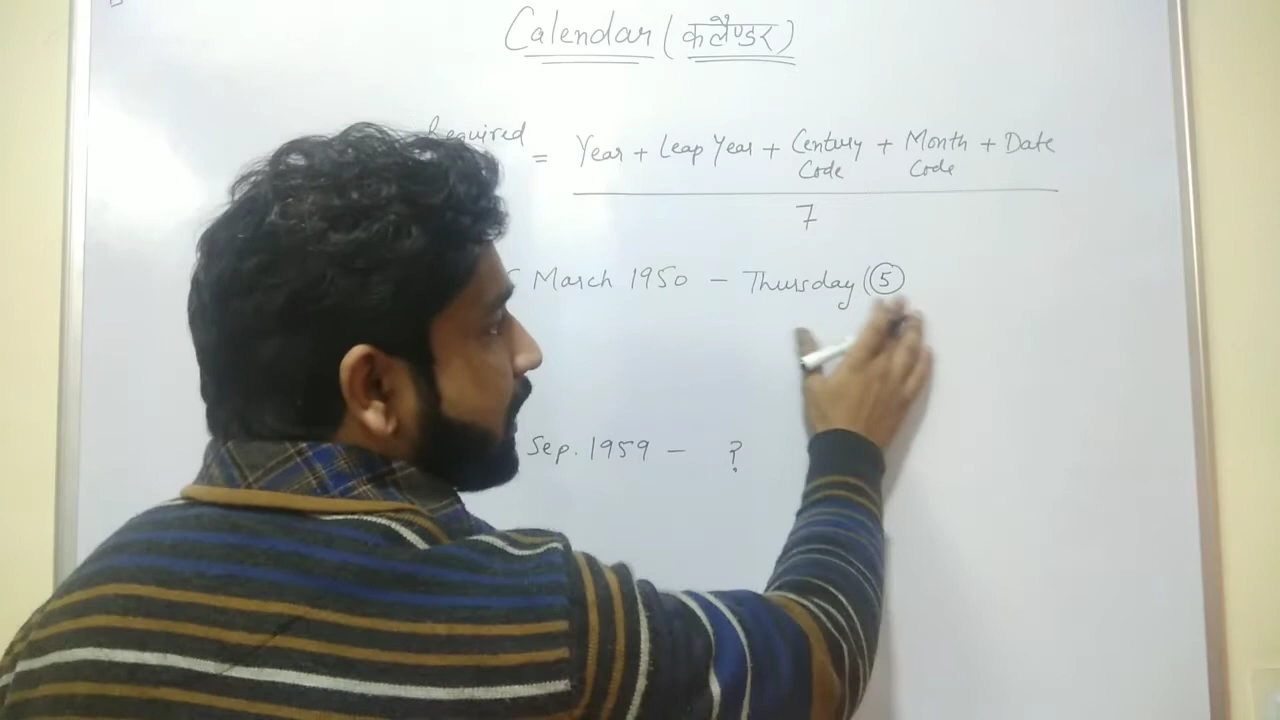 Calendar (कलैण्डर)
Required = Year + Leap Year + Century Code + Month Code + Date
7
March 1950 - Thursday (5
Sep. 1959 - ?